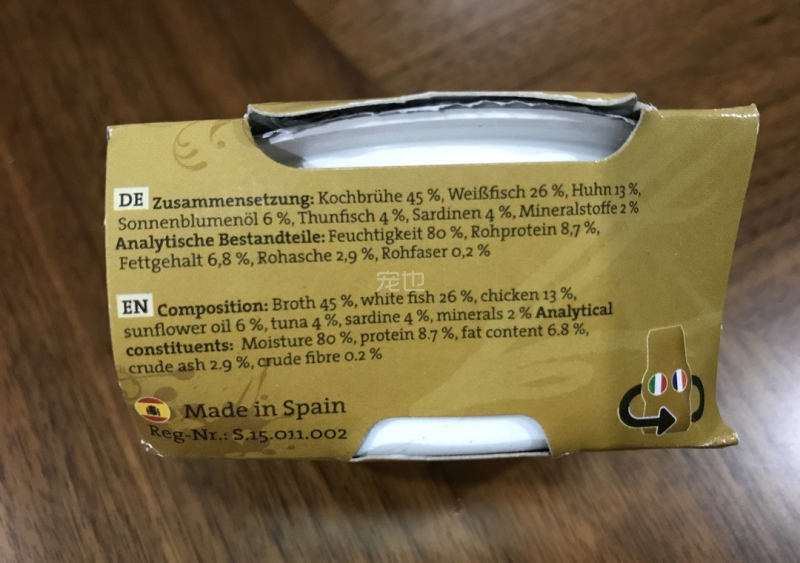 DE Zusammensetzung: Kochbrühe 45 %, Weißfisch 26 %, Huhn 13 %,
Sonnenblumenöl 6 %, Thunfisch 4 %, Sardinen 4 %, Mineralstoffe 2 %
Analytische Bestandteile: Feuchtigkeit 80 %, Rohprotein 8,7 %,
Fettgehalt 6,8 %, Rohasche 2,9 %, Rohfaser 0,2 %
宠也
EN Composition: Broth 45 %, white fish 26 %, chicken 13 %,
sunflower oil 6 %, tuna 4 %, sardine 4 %, minerals 2 % Analytical
constituents: Moisture 80 %, protein 8.7 %, fat content 6.8 %,
crude ash 2.9 %, crude fibre 0.2 %
Made in Spain
Reg-Nr.: S.15.011.002